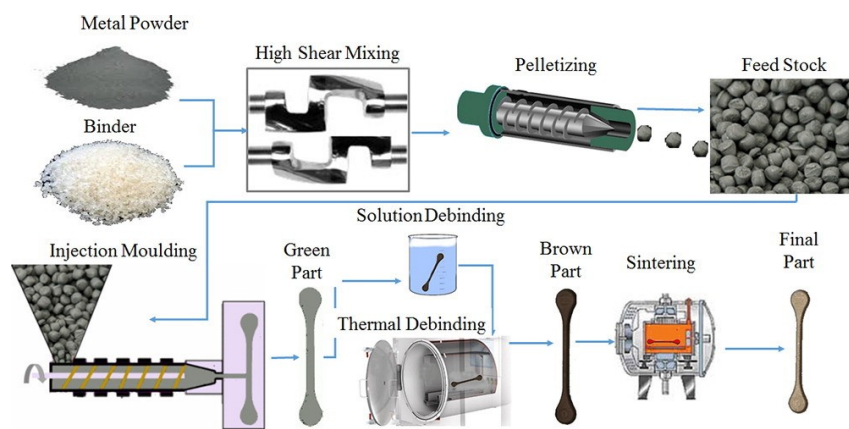 Metal Powder
High Shear Mixing
Pelletizing
Feed Stock
Binder
Solution Debinding
Injection Moulding
Green
Part
Brown
Part
Sintering
Final
Part
Thermal Debinding